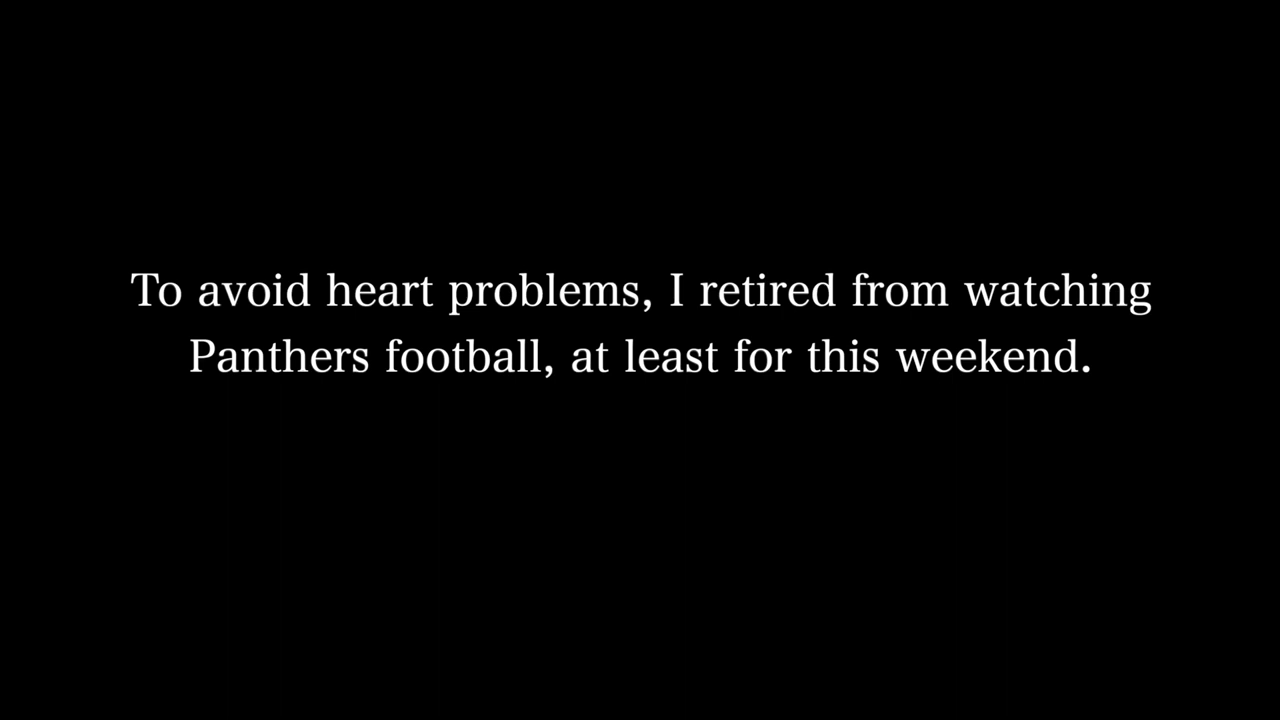 To avoid heart problems, I retired from watching
Panthers football, at least for this weekend.